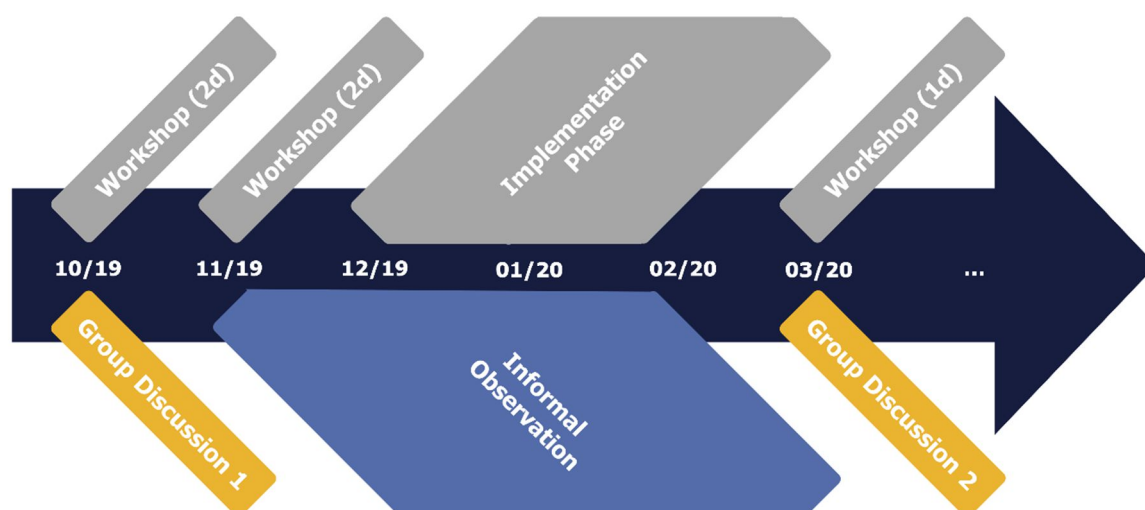 Workshop (2d)
Workshop (2d)
Implementation
Phase
Workshop (1d)
10/19
11/19
12/19
01/20
02/20
03/20
...
Group Discussion 1
Informal
Observation
Group Discussion 2